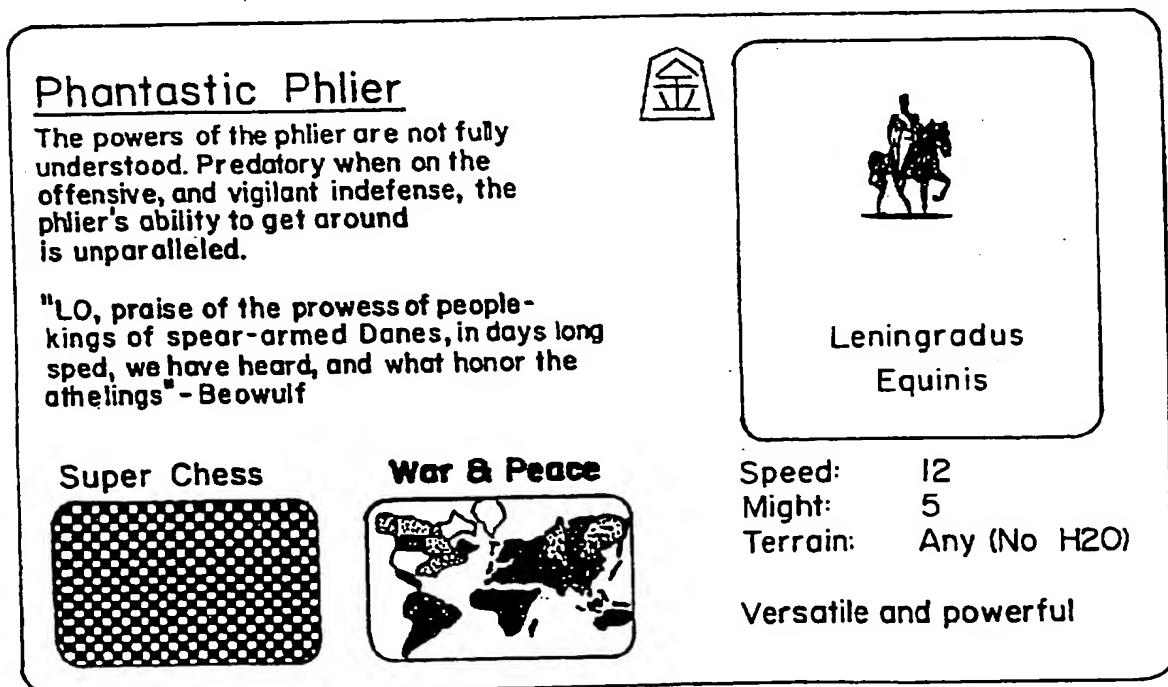 Phantastic Phlier
The powers of the phlier are not fully
understood. Predatory when on the
offensive, and vigilant indefense, the
phlier's ability to get around
is unparalleled.
"LO, praise of the prowess of people-
kings of spear-armed Danes, in days long
sped, we have heard, and what honor the
athelings" - Beowulf
Super Chess
War & Peace
金
Leningradus
Equinis
Speed: 12
Might: 5
Terrain: Any (No H2O)
Versatile and powerful